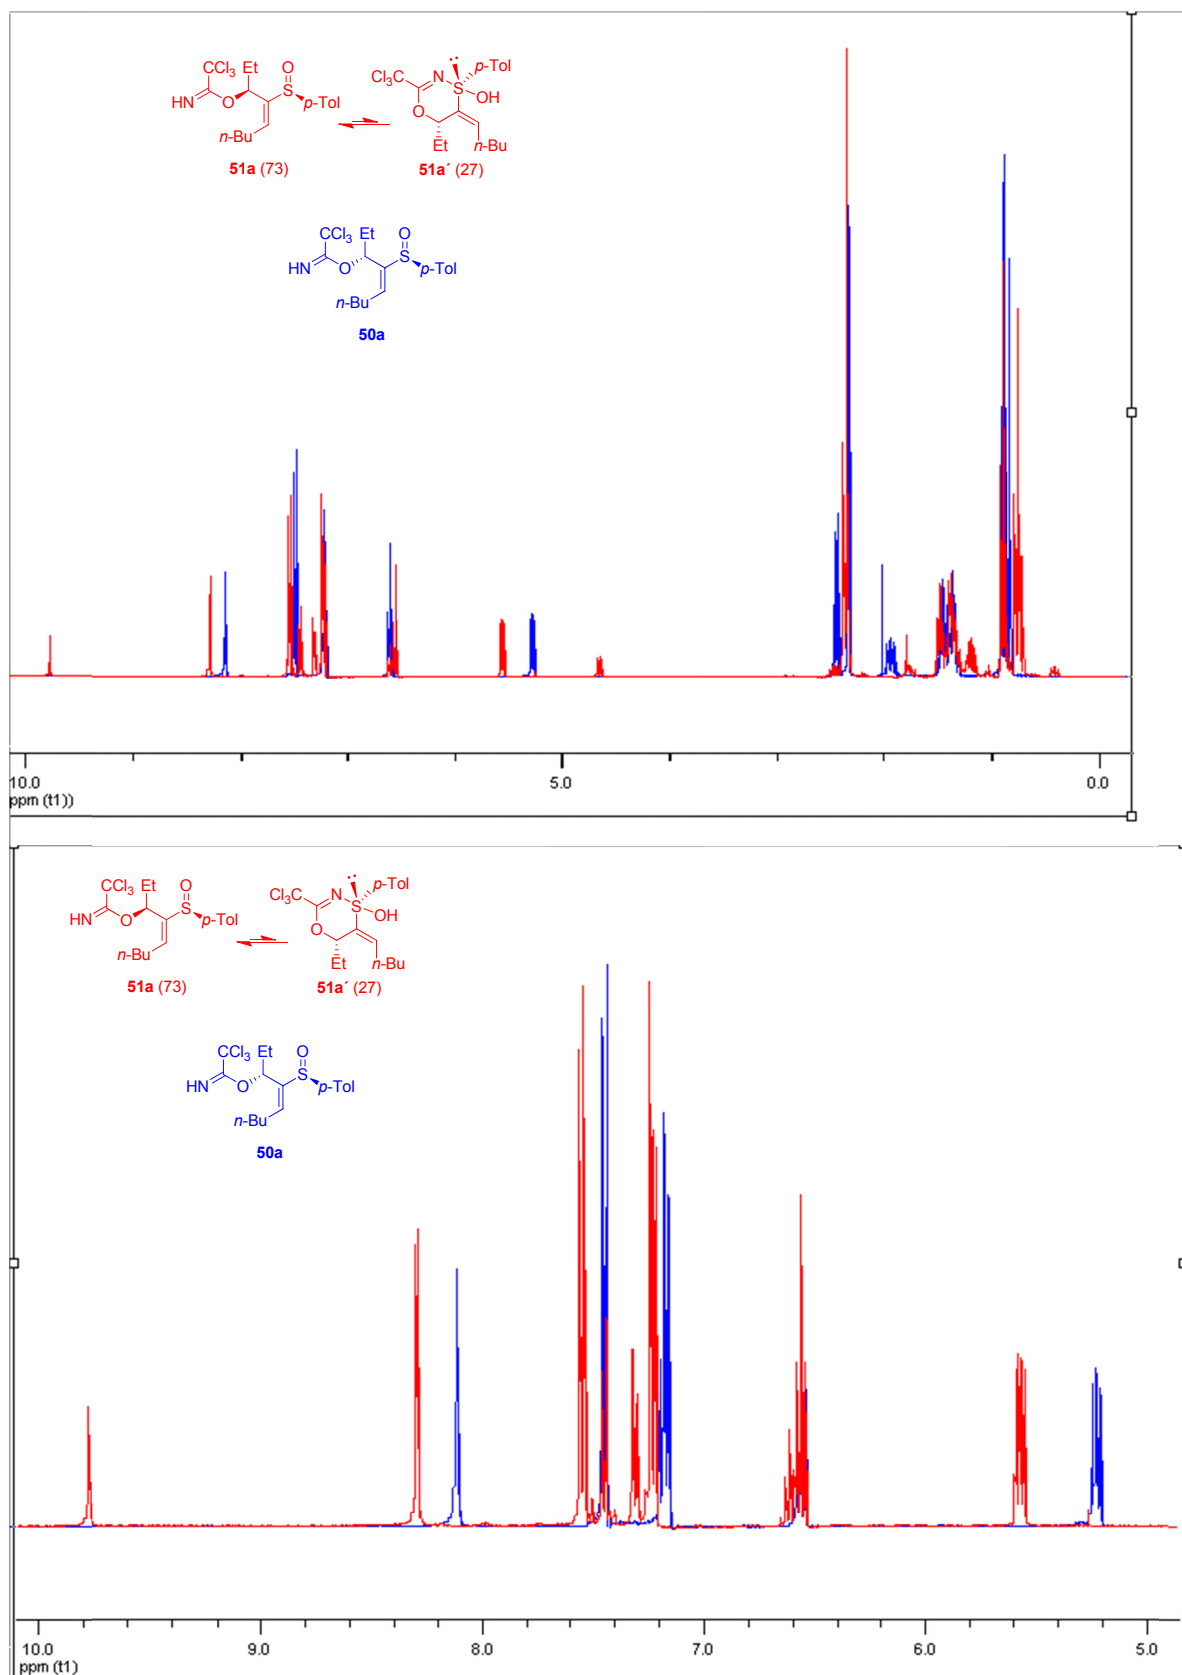 CCl3 Et O
HN O S p-Tol
n-Bu
51a (73)
Cl3C N S p-Tol
OH
O
Et n-Bu
51a´ (27)
CCl3 Et O
HN O S p-Tol
n-Bu
50a
10.0 5.0 0.0
ppm (t1))
CCl3 Et O
HN O S p-Tol
n-Bu
51a (73)
Cl3C N S p-Tol
OH
O
Et n-Bu
51a´ (27)
CCl3 Et O
HN O S p-Tol
n-Bu
50a
10.0 9.0 8.0 7.0 6.0 5.0
ppm (t1)